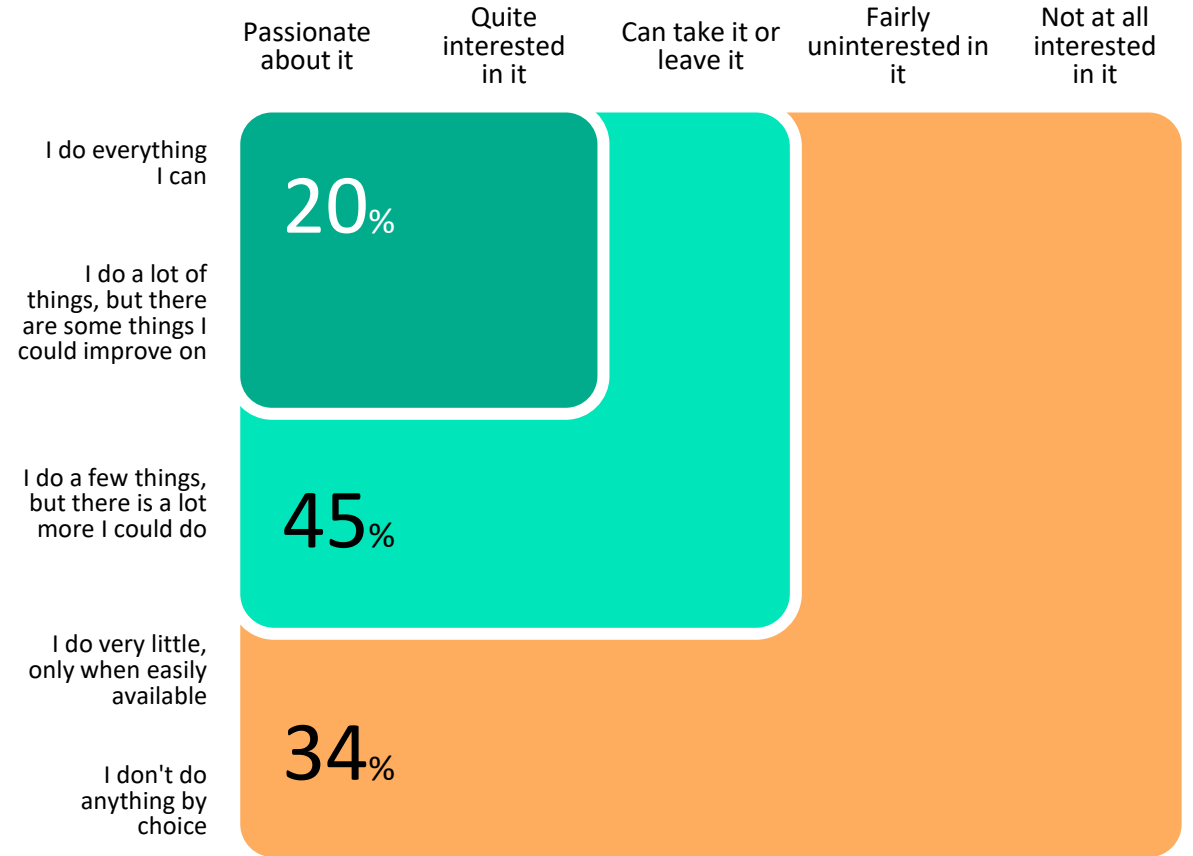 Passionate
about it
Quite
interested
in it
Can take it or
leave it
Fairly
uninterested in
it
Not at all
interested
in it
I do everything
I can
20%
I do a lot of
things, but there
are some things I
could improve on
I do a few things,
but there is a lot
more I could do
45%
I do very little,
only when easily
available
34%
I don't do
anything by
choice